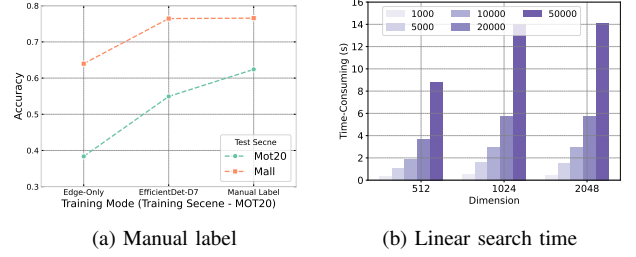 0.8
0.7
0.6
0.5
0.4
0.3
Accuracy
Test Secne
Mot20
Mall
Edge-Only
EfficientDet-D7
Manual Label
Training Mode (Training Secene - MOT20)
(a) Manual label
16
14
12
10
8
6
4
2
0
Time-Consuming (s)
1000
10000
50000
5000
20000
512
1024
2048
Dimension
(b) Linear search time